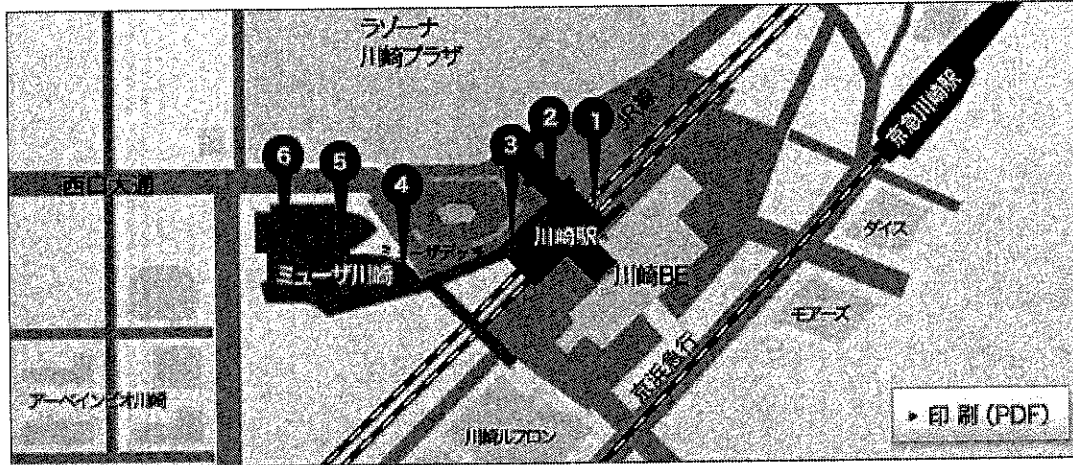 ラゾーナ
川崎プラザ
JR線
京急川崎駅
1
2
3
6
5
4
西口大通
ダイス
川崎駅
川崎BE
ミューザ川崎
モアーズ
京浜急行
アーベインビオ川崎
川崎ルフロン
▸ 印刷 (PDF)